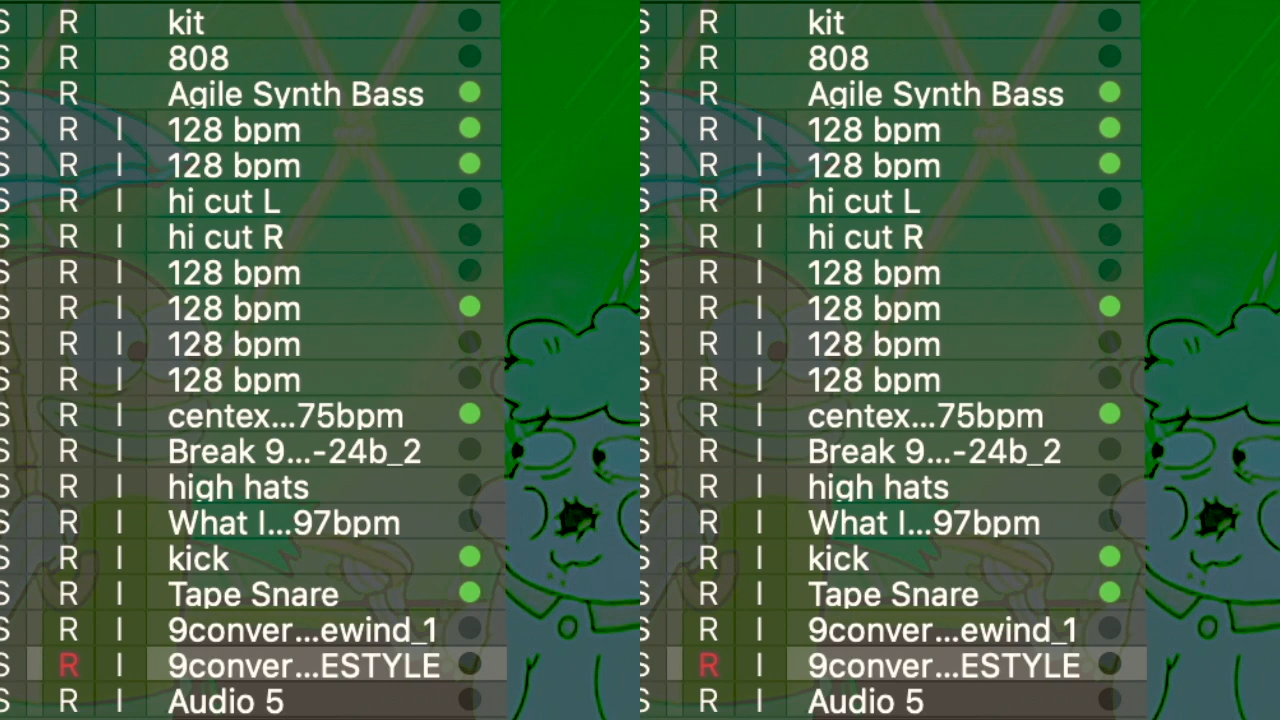 S R kit S R kit
S R 808 S R 808
S R Agile Synth Bass S R Agile Synth Bass
S R I 128 bpm S R I 128 bpm
S R I 128 bpm S R I 128 bpm
S R I hi cut L S R I hi cut L
S R I hi cut R S R I hi cut R
S R I 128 bpm S R I 128 bpm
S R I 128 bpm S R I 128 bpm
S R I 128 bpm S R I 128 bpm
S R I 128 bpm S R I 128 bpm
S R I centex...75bpm S R I centex...75bpm
S R I Break 9...-24b_2 S R I Break 9...-24b_2
S R I high hats S R I high hats
S R I What I...97bpm S R I What I...97bpm
S R I kick S R I kick
S R I Tape Snare S R I Tape Snare
S R I 9conver...ewind_1 S R I 9conver...ewind_1
S R I 9conver...ESTYLE S R I 9conver...ESTYLE
S R I Audio 5 S R I Audio 5